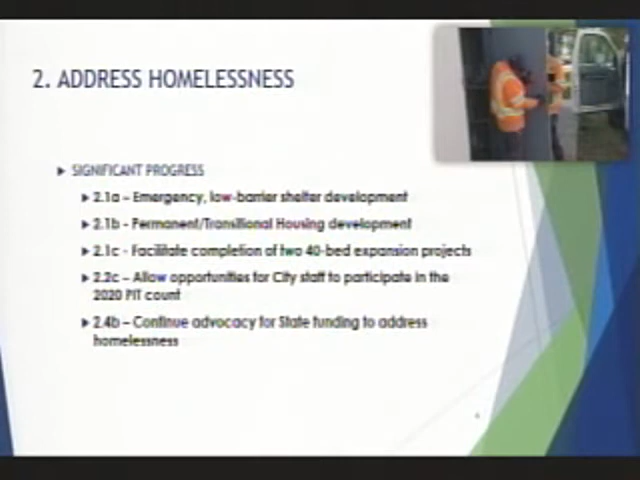 2. ADDRESS HOMELESSNESS
SIGNIFICANT PROGRESS
2.1a – Emergency, low-barrier shelter development
2.1b - Permanent/Transitional Housing development
2.1c - Facilitate completion of two 40-bed expansion projects
2.2c – Allow opportunities for City staff to participate in the
2020 PIT count
2.4b – Continue advocacy for State funding to address
homelessness